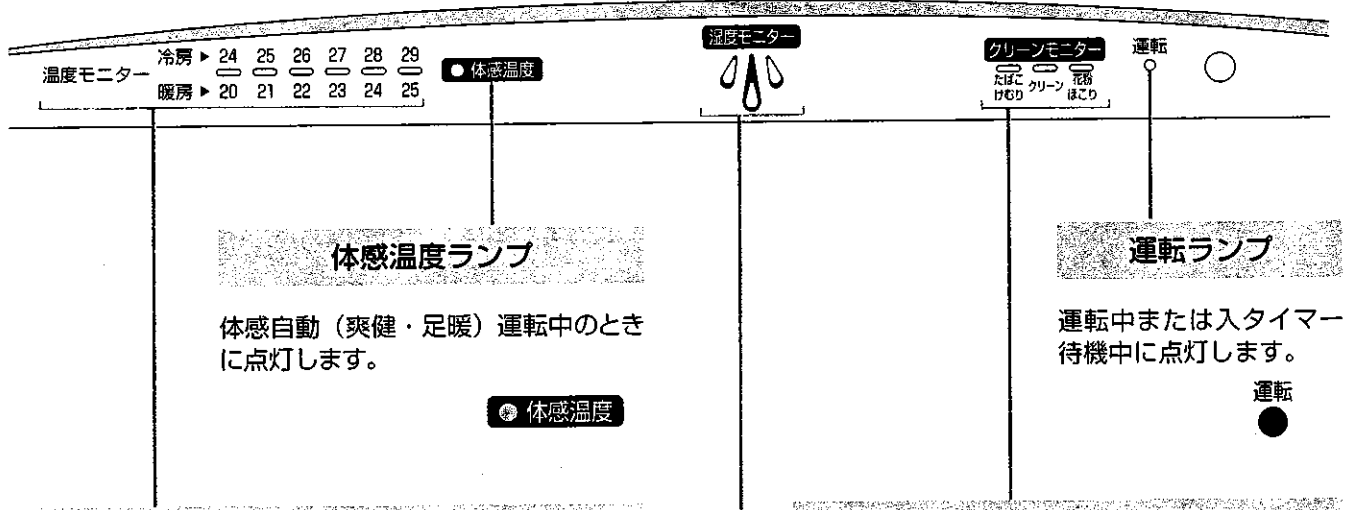 温度モニター
冷房▶ 24 25 26 27 28 29
暖房▶ 20 21 22 23 24 25
体感温度
湿度モニター
クリーンモニター
たばこ
けむり
クリーン
花粉
ほこり
運転
体感温度ランプ
体感自動（爽健・足暖）運転中のとき
に点灯します。
体感温度
運転ランプ
運転中または入タイマー
待機中に点灯します。
運転